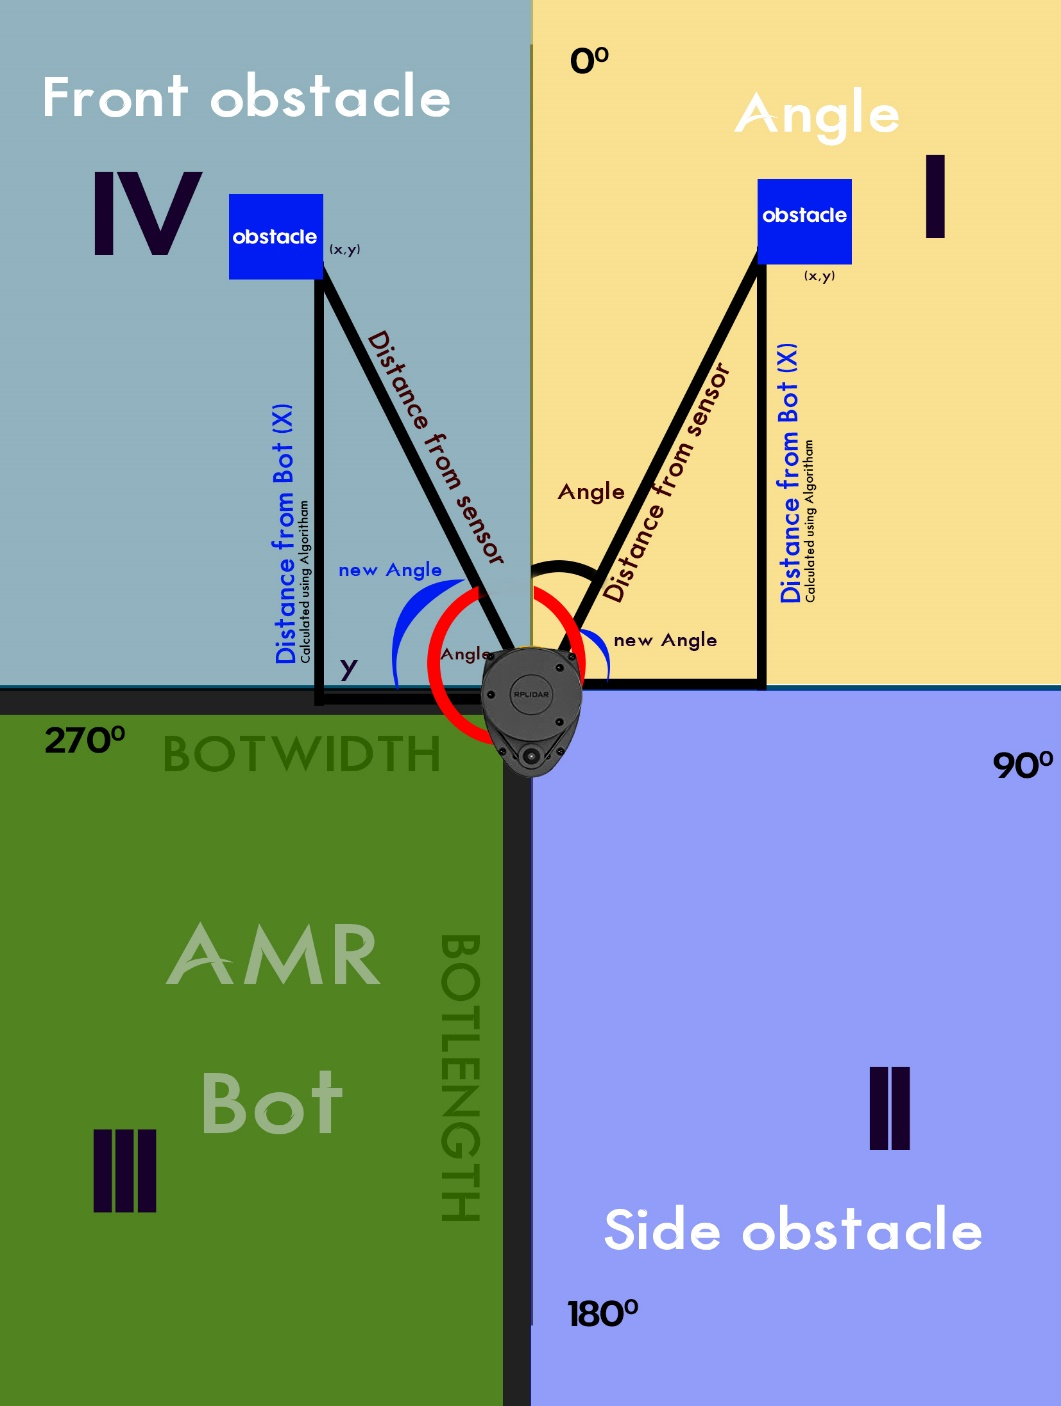 0⁰
Front obstacle
Angle
IV
I
obstacle
(x,y)
obstacle
(x,y)
Distance from sensor
Distance from Bot (X)
Calculated using Algoritham
Angle
Distance from sensor
Distance from Bot (X)
Calculated using Algoritham
new Angle
Angle
y
new Angle
RPLIDAR
270⁰
BOTWIDTH
90⁰
AMR
Bot
BOTLENGTH
III
II
Side obstacle
180⁰